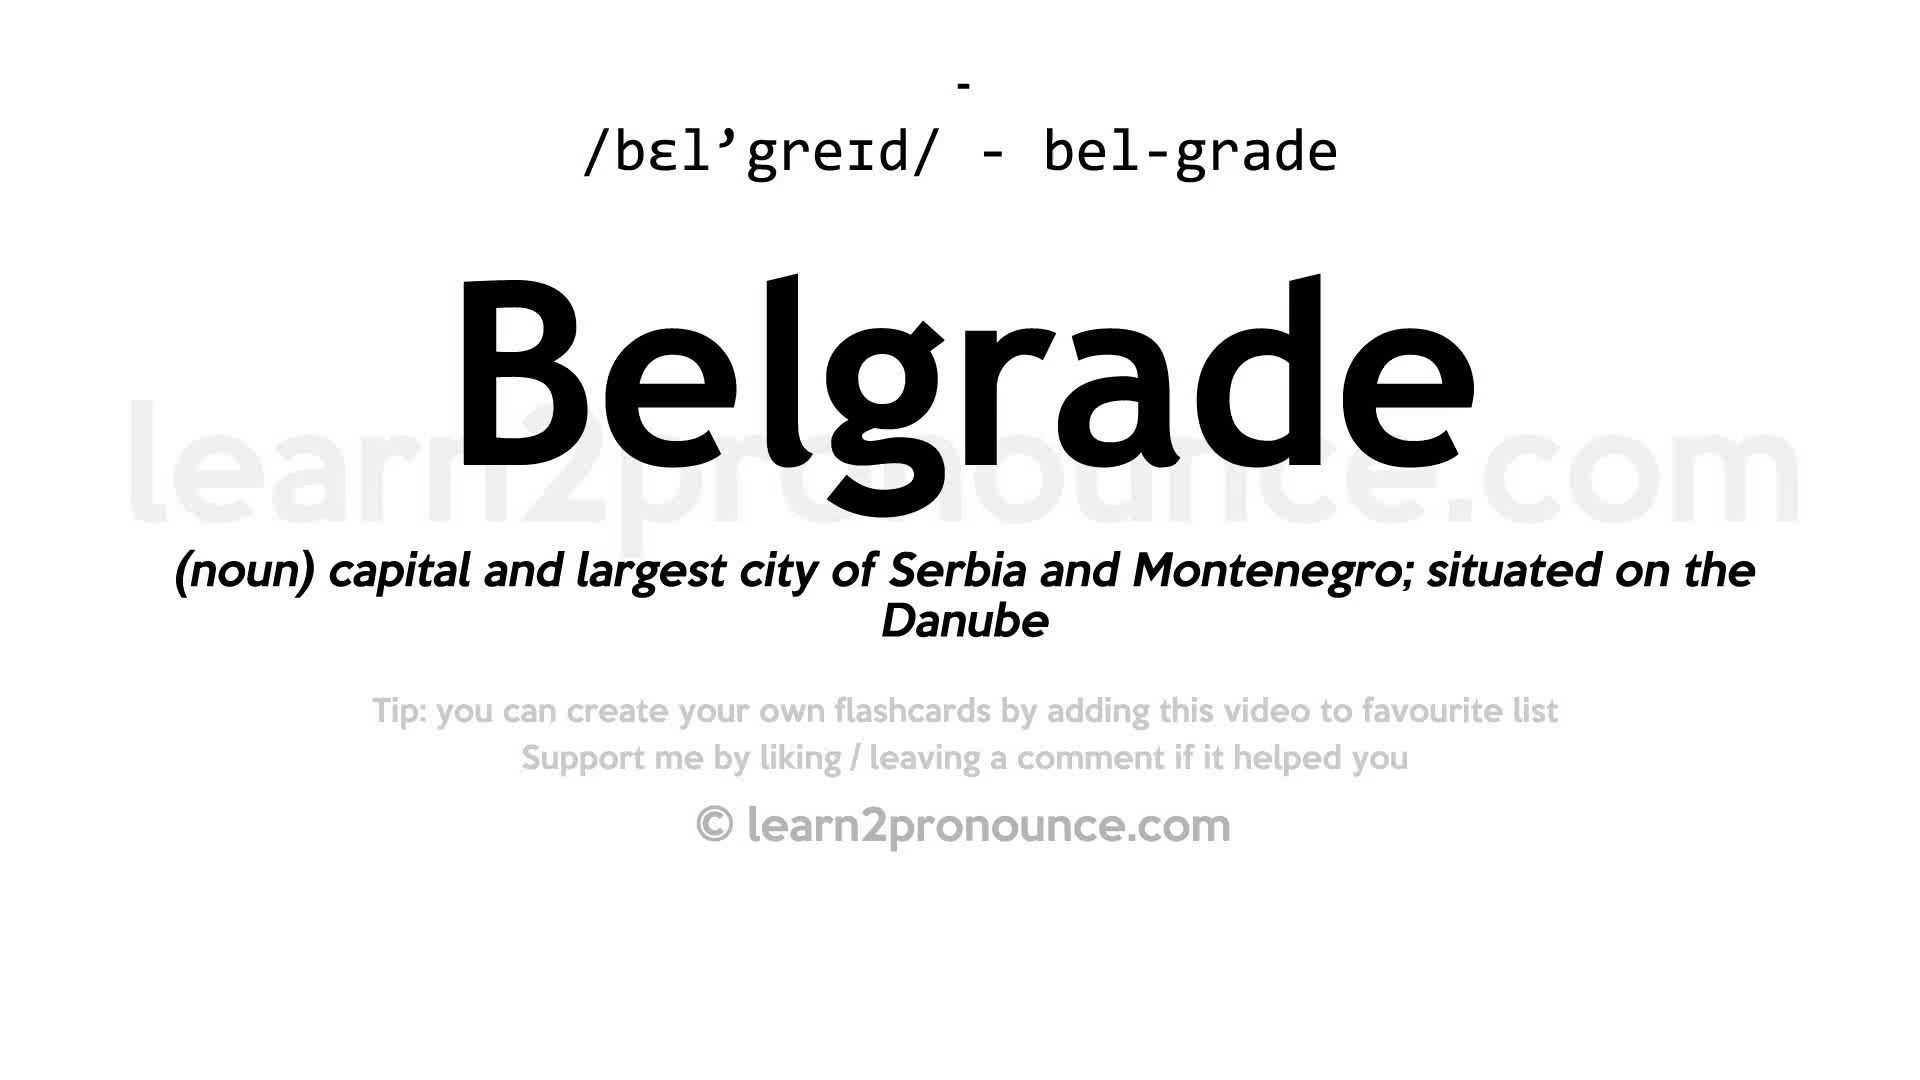 -
/bɛl’greɪd/ - bel-grade
Belgrade
learn2pronounce.com
(noun) capital and largest city of Serbia and Montenegro; situated on the
Danube
Tip: you can create your own flashcards by adding this video to favourite list
Support me by liking / leaving a comment if it helped you
© learn2pronounce.com